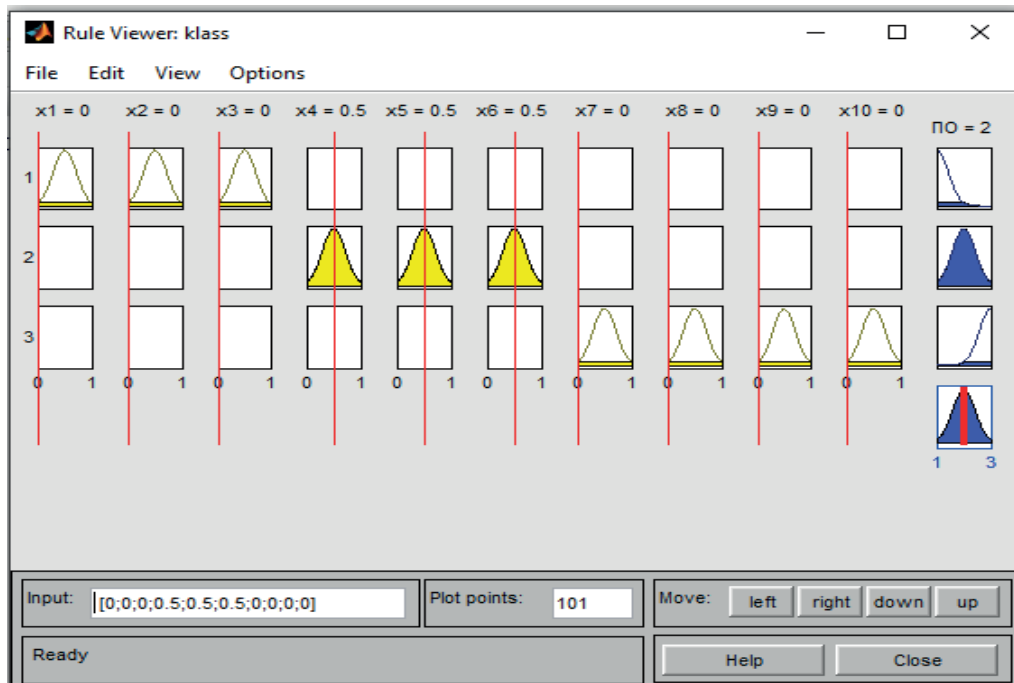 Rule Viewer: klass
File Edit View Options
x1 = 0 x2 = 0 x3 = 0 x4 = 0.5 x5 = 0.5 x6 = 0.5 x7 = 0 x8 = 0 x9 = 0 x10 = 0
ПО = 2
1
2
3
0 1 0 1 0 1 0 1 0 1 0 1 0 1 0 1 0 1 0 1
1 3
Input: [0;0;0;0.5;0.5;0.5;0;0;0;0] Plot points: 101 Move: left right down up
Ready Help Close